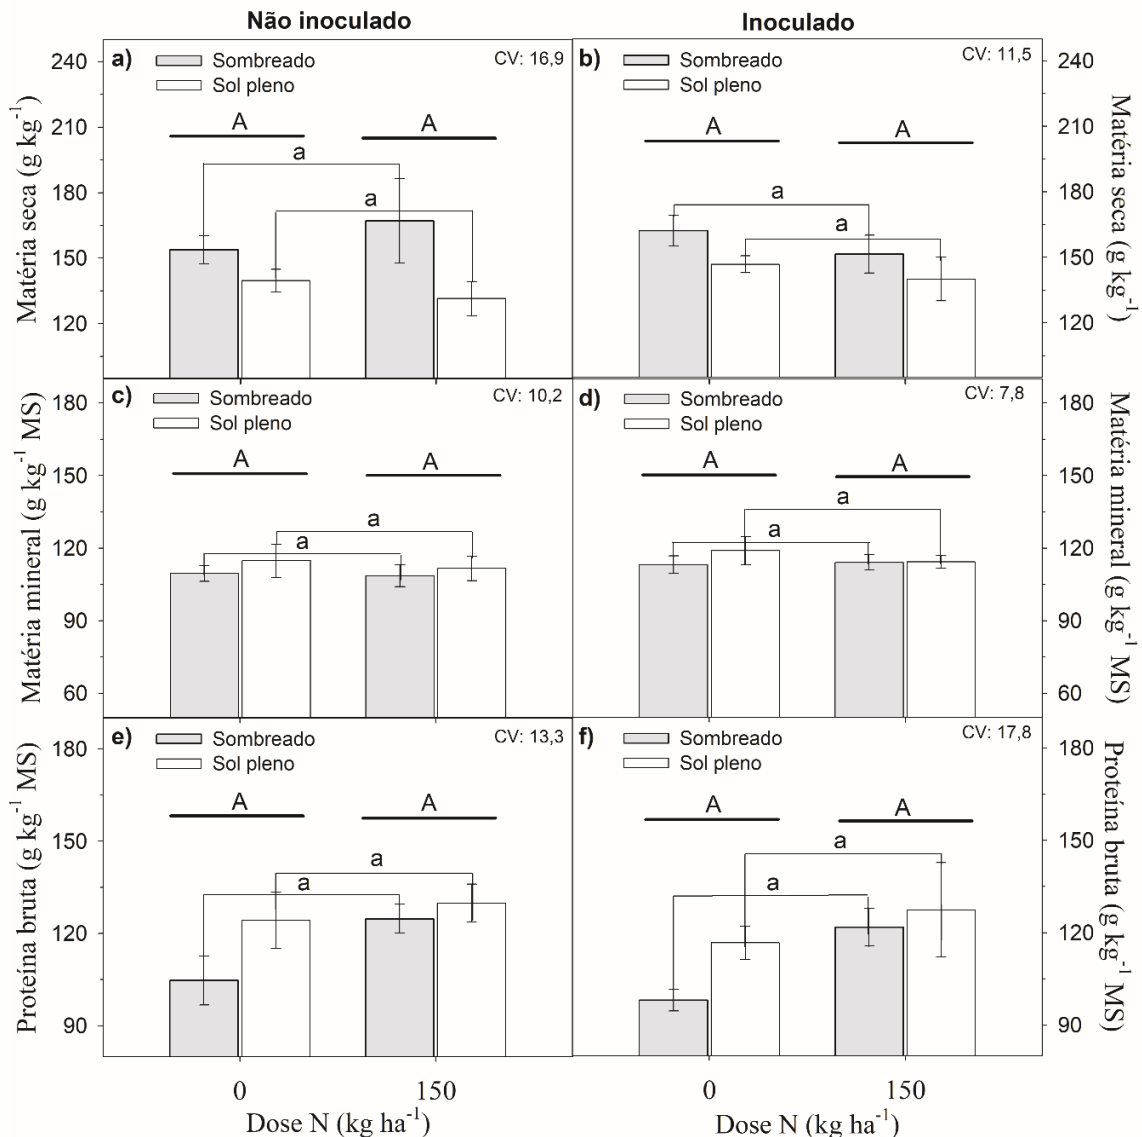 Não inoculado
Inoculado
a)
Sombreado
Sol pleno
CV: 16,9
A
A
a
a
240
210
180
150
120
Matéria seca (g kg⁻¹)
b)
Sombreado
Sol pleno
CV: 11,5
A
A
a
a
240
210
180
150
120
Matéria seca (g kg⁻¹)
c)
Sombreado
Sol pleno
CV: 10,2
A
A
a
a
180
150
120
90
60
Matéria mineral (g kg⁻¹ MS)
d)
Sombreado
Sol pleno
CV: 7,8
A
A
a
a
180
150
120
90
60
Matéria mineral (g kg⁻¹ MS)
e)
Sombreado
Sol pleno
CV: 13,3
A
A
a
a
180
150
120
90
Proteína bruta (g kg⁻¹ MS)
f)
Sombreado
Sol pleno
CV: 17,8
A
A
a
a
180
150
120
90
Proteína bruta (g kg⁻¹ MS)
0
150
0
150
Dose N (kg ha⁻¹)
Dose N (kg ha⁻¹)